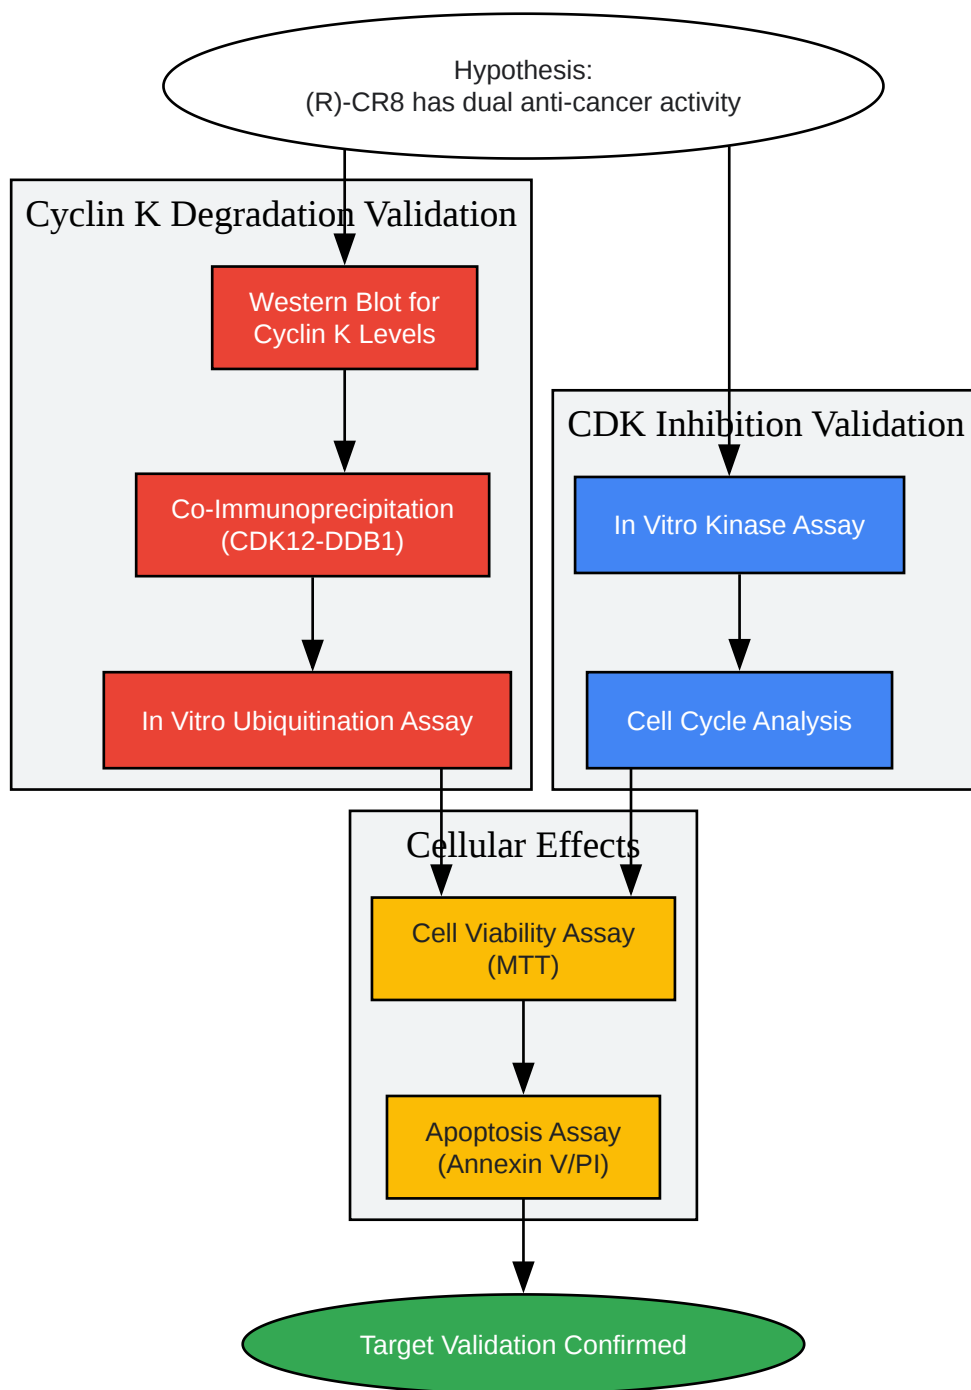 Hypothesis:
(R)-CR8 has dual anti-cancer activity
Cyclin K Degradation Validation
Western Blot for
Cyclin K Levels
Co-Immunoprecipitation
(CDK12-DDB1)
In Vitro Ubiquitination Assay
CDK Inhibition Validation
In Vitro Kinase Assay
Cell Cycle Analysis
Cellular Effects
Cell Viability Assay
(MTT)
Apoptosis Assay
(Annexin V/PI)
Target Validation Confirmed